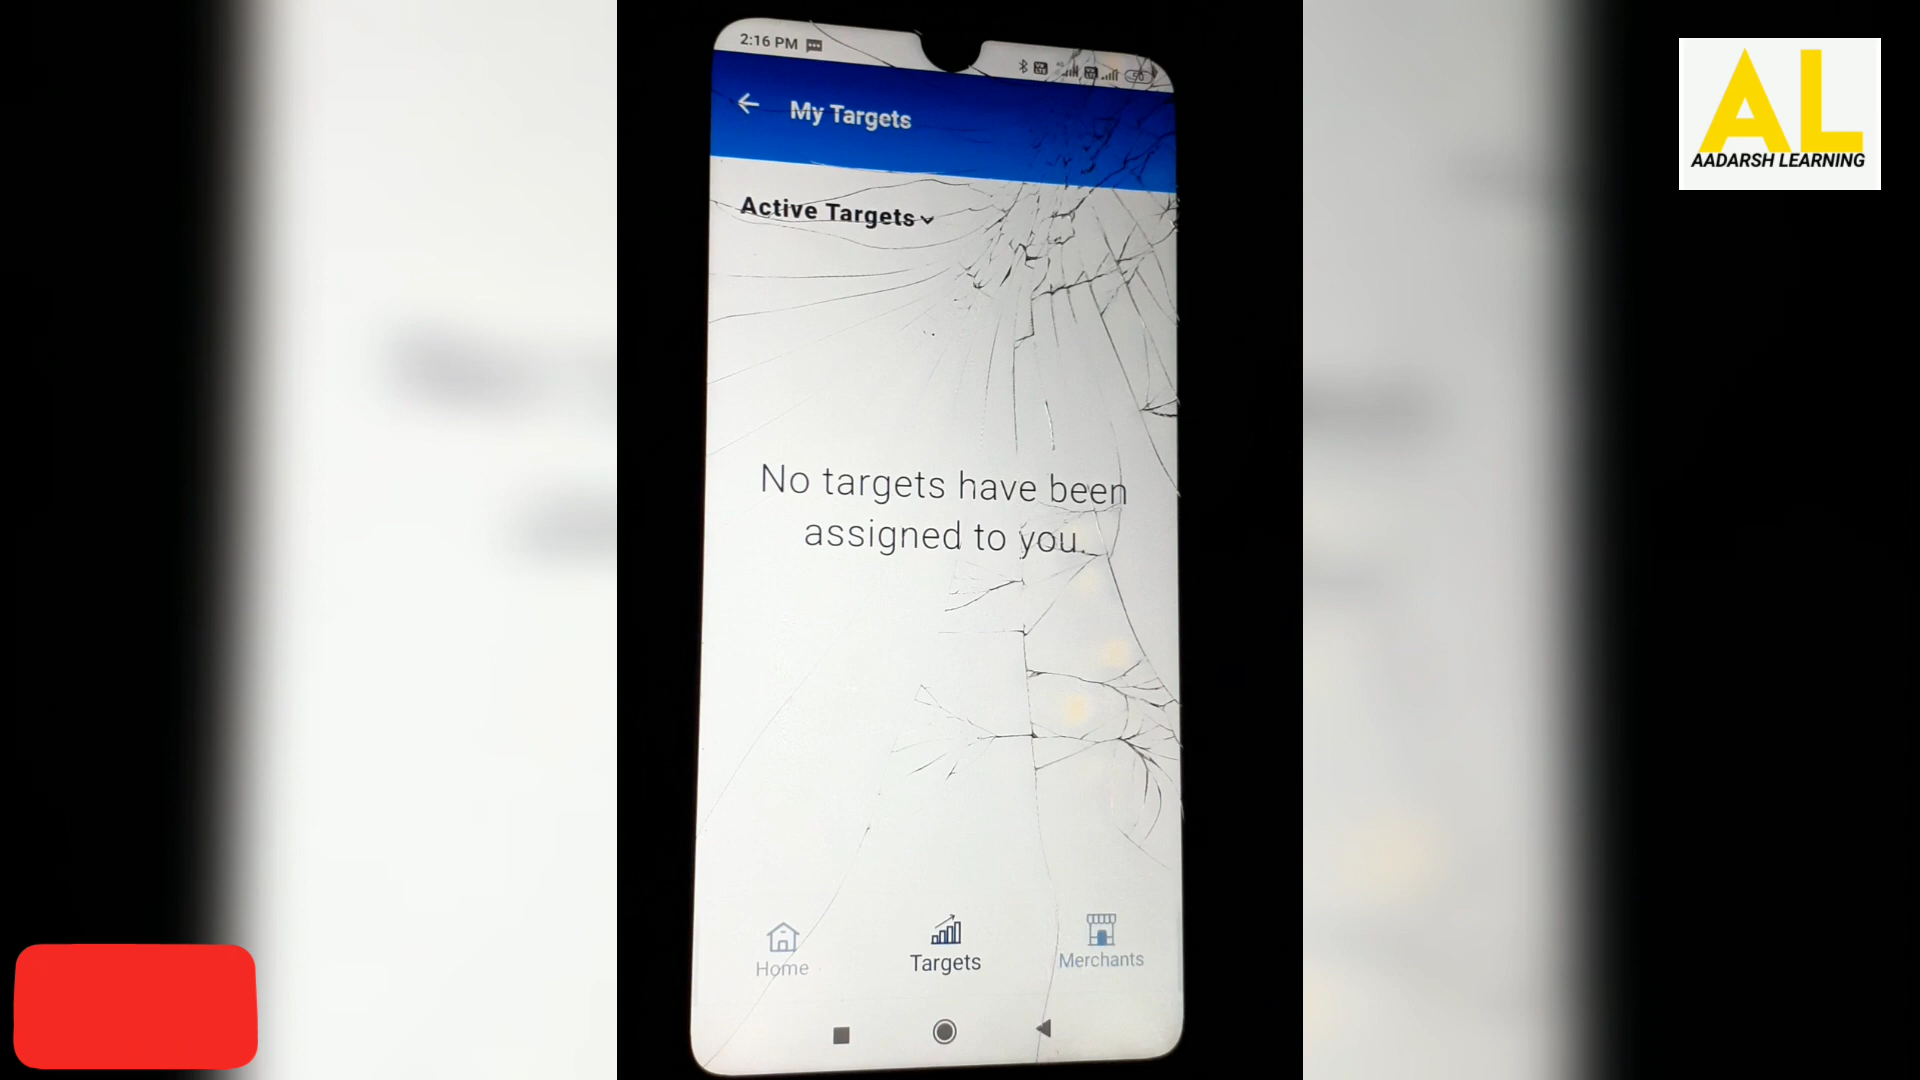 2:16 PM
My Targets
Active Targets
No targets have been
assigned to you.
Home
Targets
Merchants
AL
AADARSH LEARNING